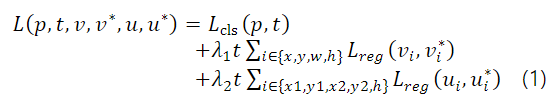 L(p, t, v, v*, u, u*) = L_cls(p, t)
+λ₁t ∑_{i∈{x,y,w,h}} L_reg(v_i, v_i*)
+λ₂t ∑_{i∈{x1,y1,x2,y2,h}} L_reg(u_i, u_i*) (1)